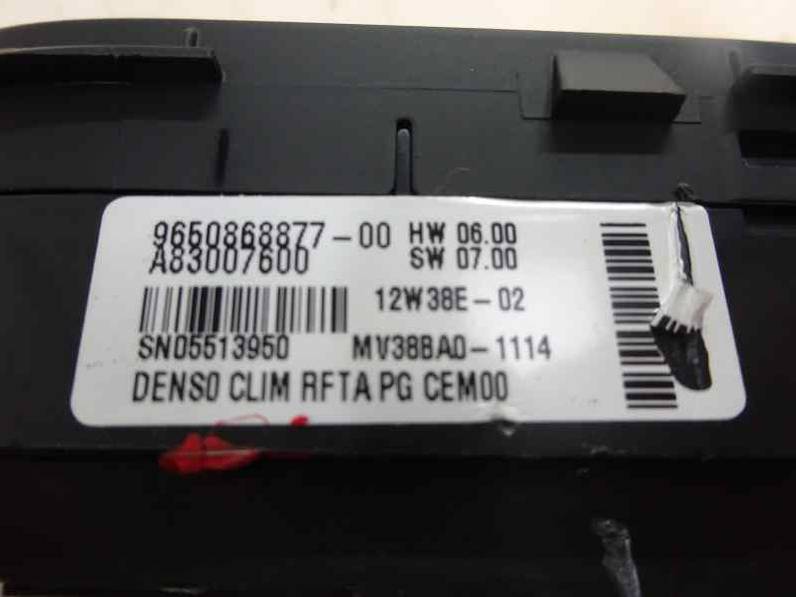 9650868877-00 HW 06.00
A83007600 SW 07.00
12W38E-02
SN05513950 MV38BA0-1114
DENSO CLIM RFTA PG CEM00